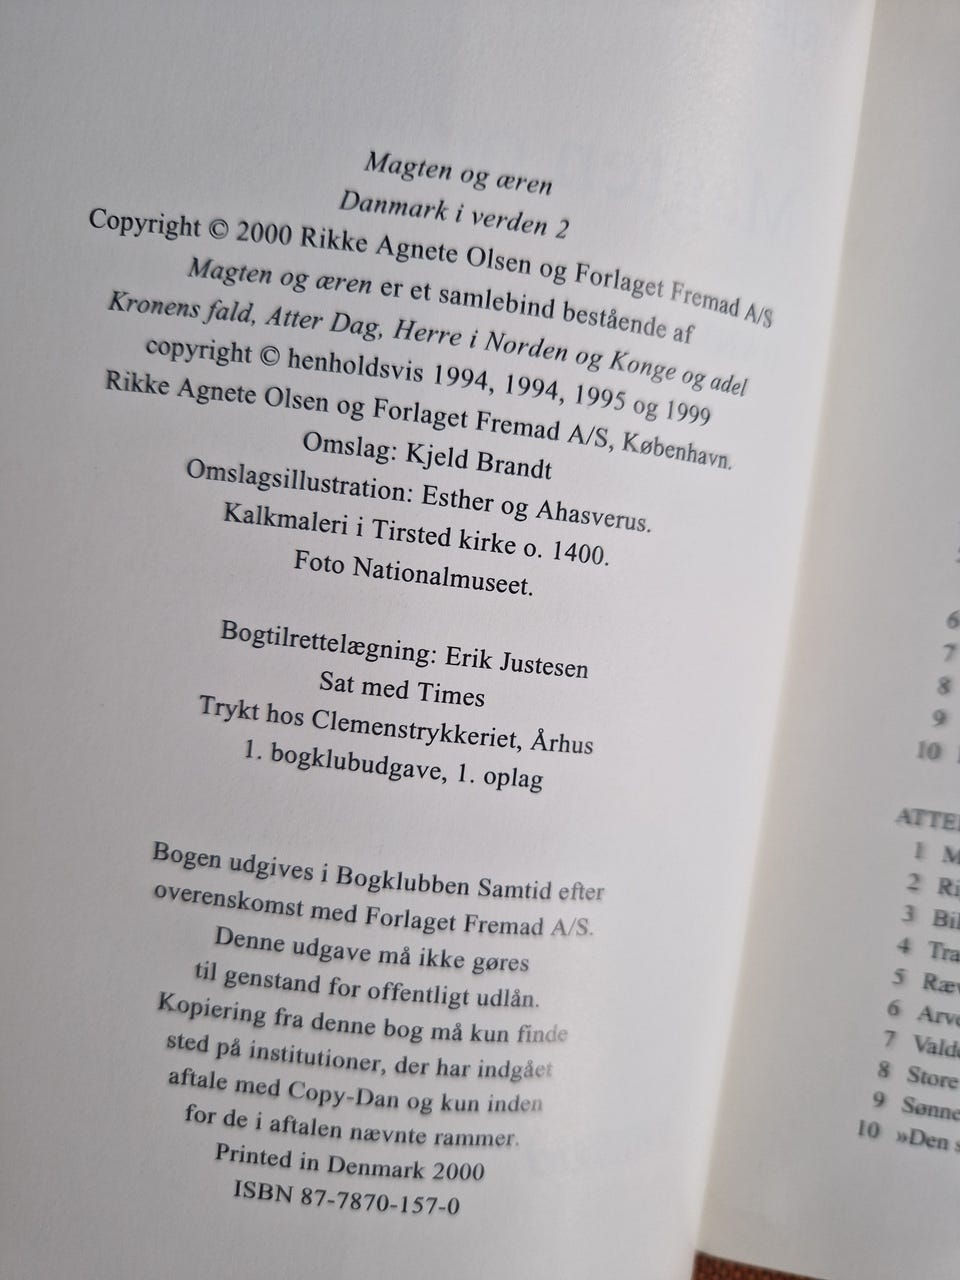 Magten og æren
Danmark i verden 2
Copyright © 2000 Rikke Agnete Olsen og Forlaget Fremad A/S
Magten og æren er et samlebind bestående af
Kronens fald, Atter Dag, Herre i Norden og Konge og adel
copyright © henholdsvis 1994, 1994, 1995 og 1999
Rikke Agnete Olsen og Forlaget Fremad A/S, København.
Omslag: Kjeld Brandt
Omslagsillustration: Esther og Ahasverus.
Kalkmaleri i Tirsted kirke o. 1400.
Foto Nationalmuseet.
Bogtilrettelægning: Erik Justesen
Sat med Times
Trykt hos Clemenstrykkeriet, Århus
1. bogklubudgave, 1. oplag
Bogen udgives i Bogklubben Samtid efter
overenskomst med Forlaget Fremad A/S.
Denne udgave må ikke gøres
til genstand for offentligt udlån.
Kopiering fra denne bog må kun finde
sted på institutioner, der har indgået
aftale med Copy-Dan og kun inden
for de i aftalen nævnte rammer.
Printed in Denmark 2000
ISBN 87-7870-157-0
6
7
8
9
10
1
2
3
4
5
6
7
8 Store
9
10 »Den